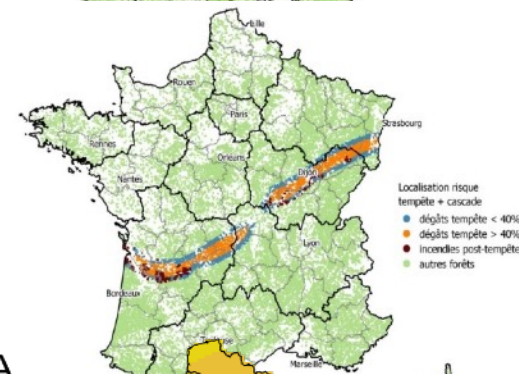 Lille
Rouen
Paris
Strasbourg
Rennes
Orléans
Nantes
Dijon
Lyon
Bordeaux
Toulouse
Marseille
Localisation risque
tempête + cascade
dégâts tempête < 40%
dégâts tempête > 40%
incendies post-tempête
autres forêts
A